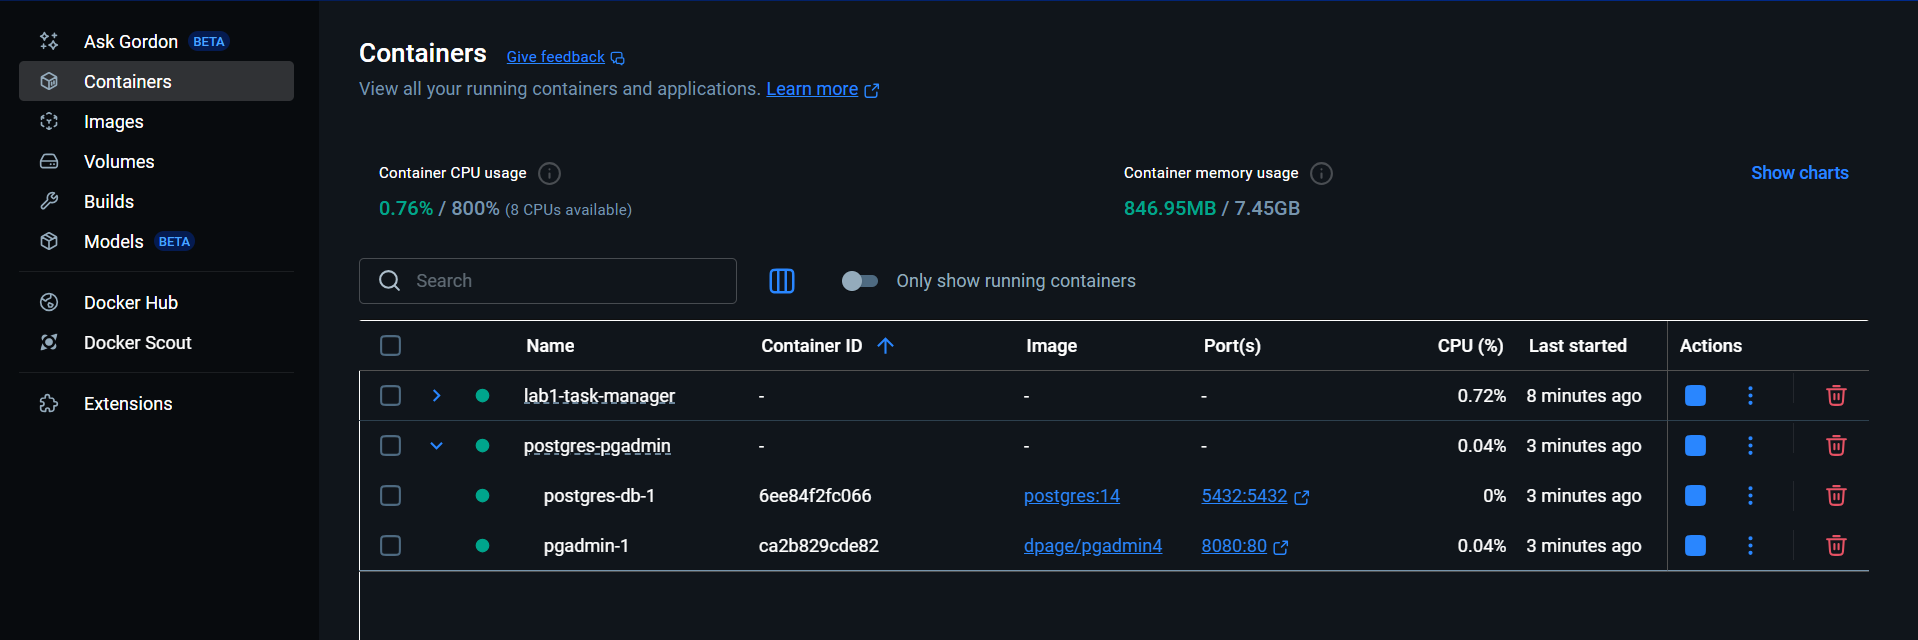 Ask Gordon BETA
Containers
Images
Volumes
Builds
Models BETA
Docker Hub
Docker Scout
Extensions
Containers Give feedback
View all your running containers and applications. Learn more
Container CPU usage
0.76% / 800% (8 CPUs available)
Container memory usage
846.95MB / 7.45GB
Show charts
Search
Only show running containers
Name Container ID Image Port(s) CPU (%) Last started Actions
lab1-task-manager - - - 0.72% 8 minutes ago
postgres-pgadmin - - - 0.04% 3 minutes ago
postgres-db-1 6ee84f2fc066 postgres:14 5432:5432 0% 3 minutes ago
pgadmin-1 ca2b829cde82 dpage/pgadmin4 8080:80 0.04% 3 minutes ago